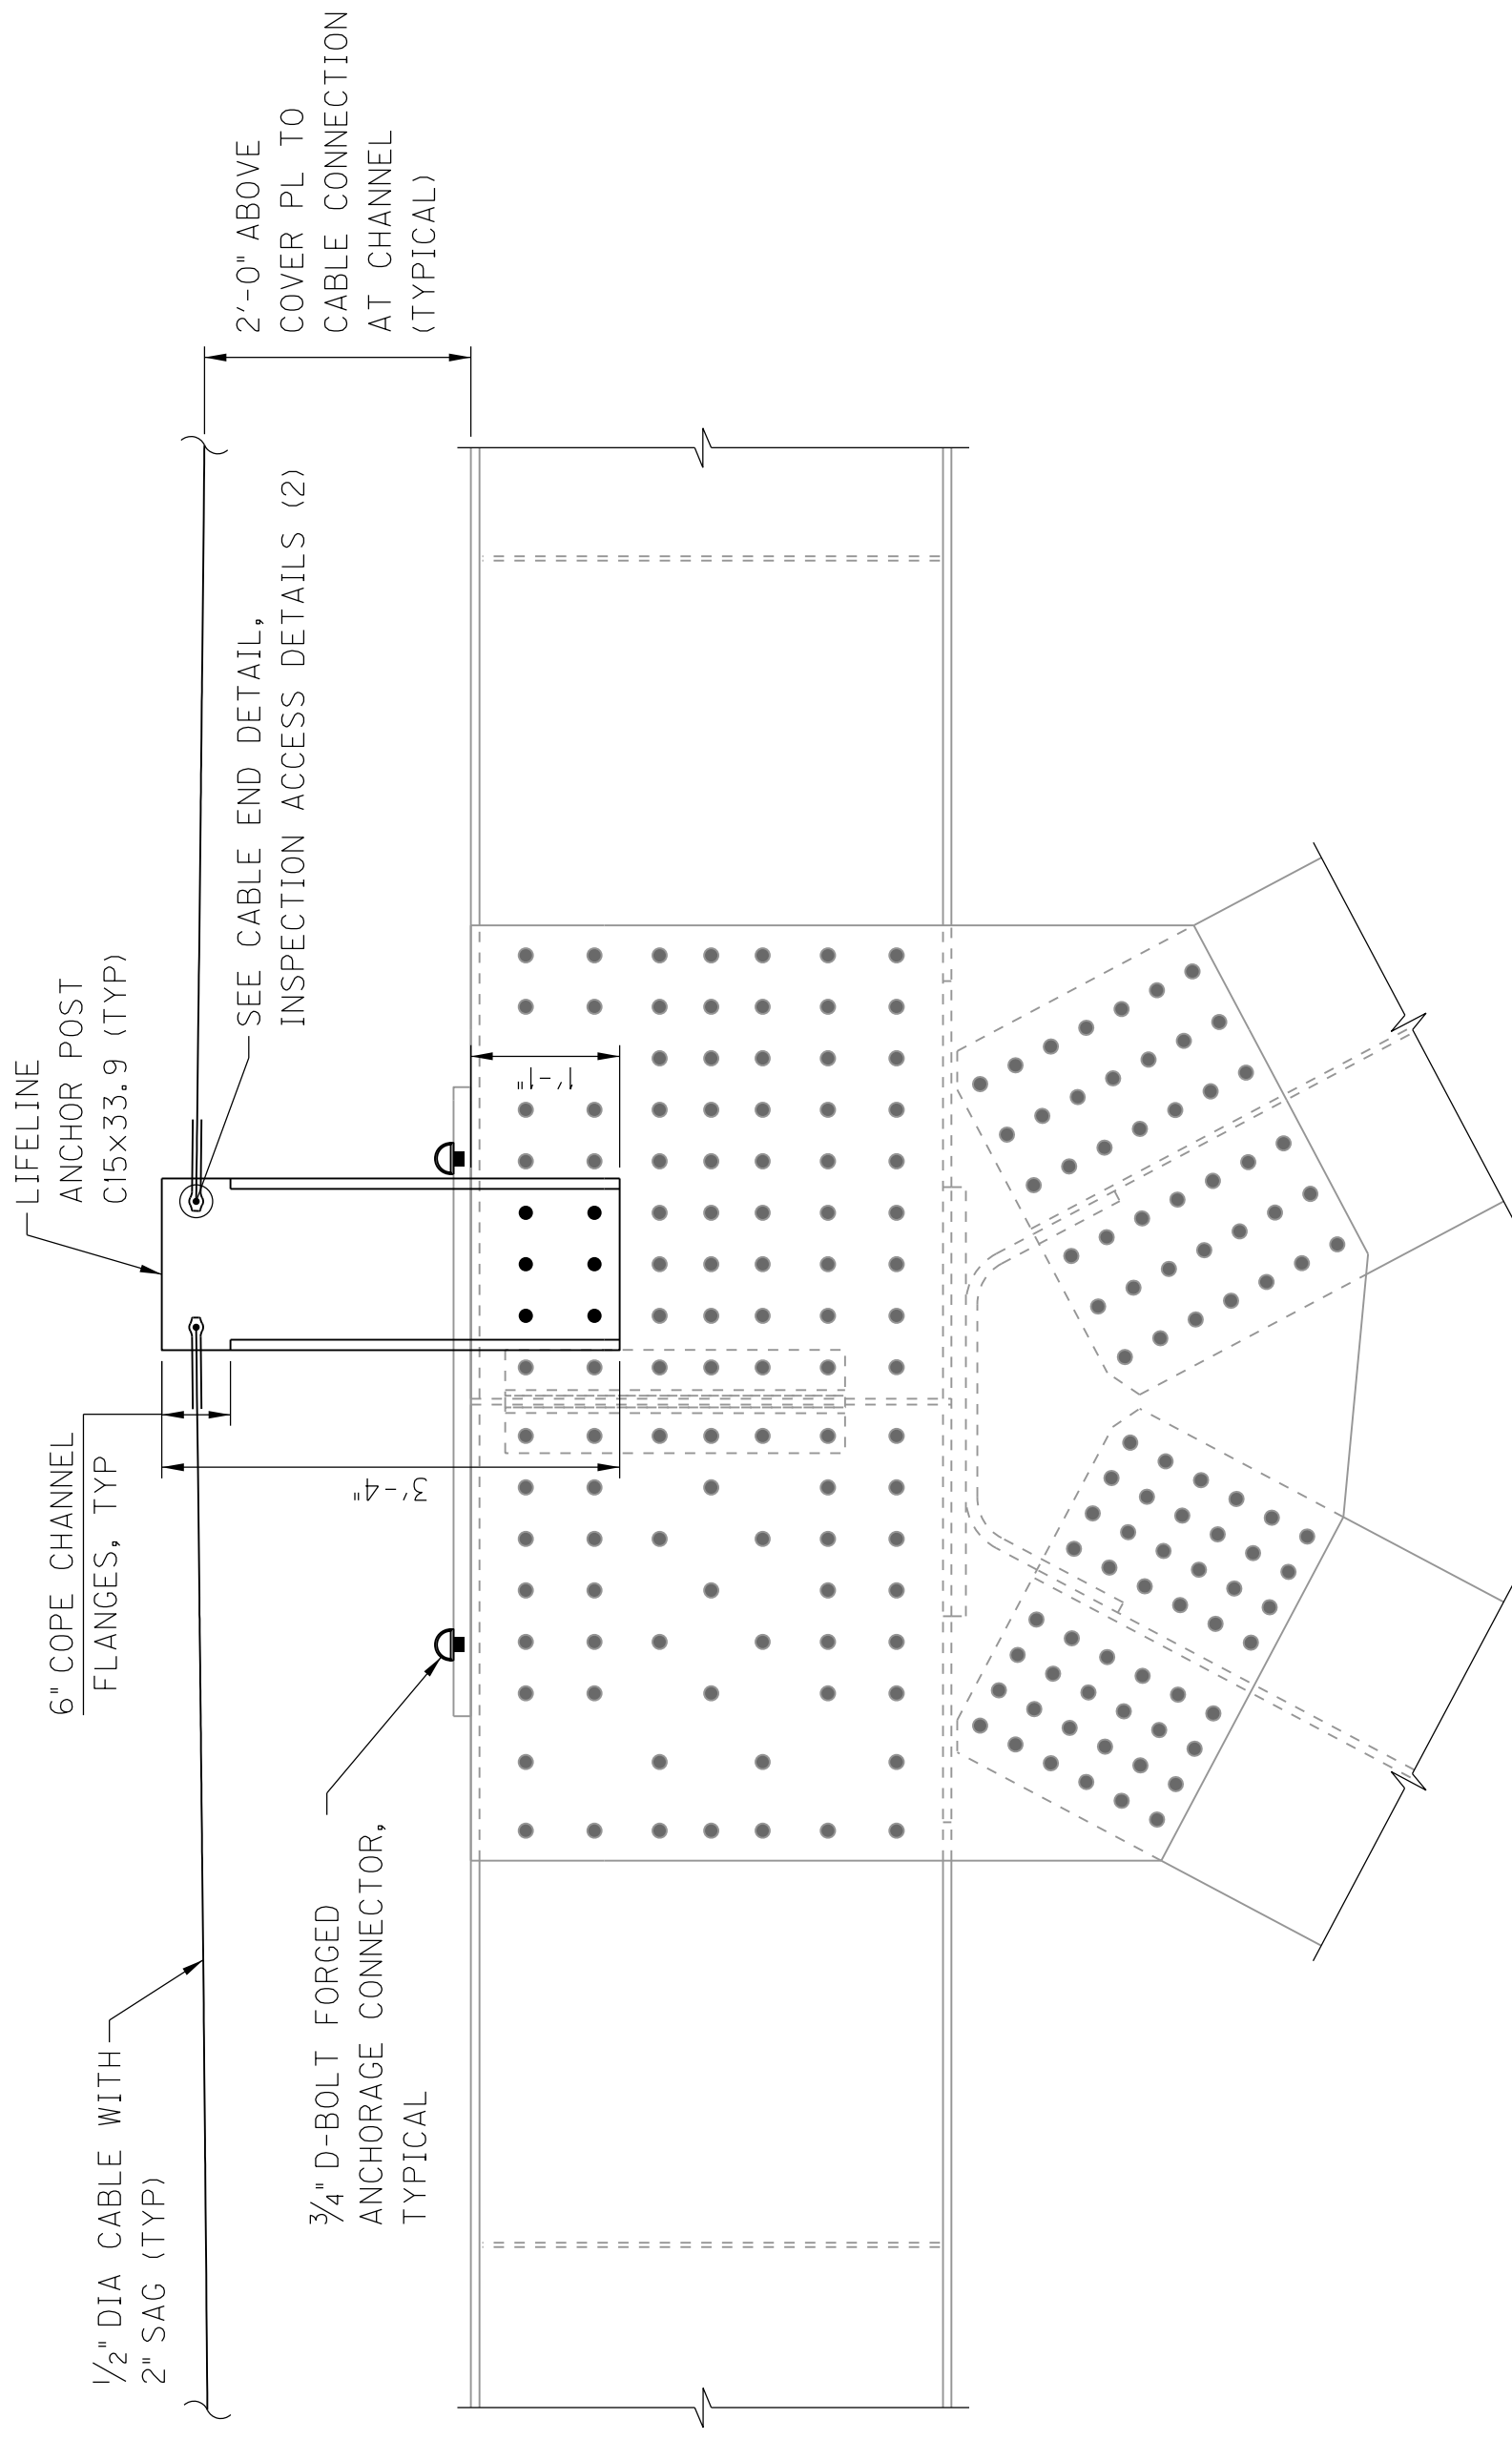 LIFELINE
ANCHOR POST
C15x33.9 (TYP)
6" COPE CHANNEL
FLANGES, TYP
1/2" DIA CABLE WITH
2" SAG (TYP)
SEE CABLE END DETAIL,
INSPECTION ACCESS DETAILS (2)
2'-0" ABOVE
COVER PL TO
CABLE CONNECTION
AT CHANNEL
(TYPICAL)
1'-1"
3'-4"
3/4" D-BOLT FORGED
ANCHORAGE CONNECTOR,
TYPICAL